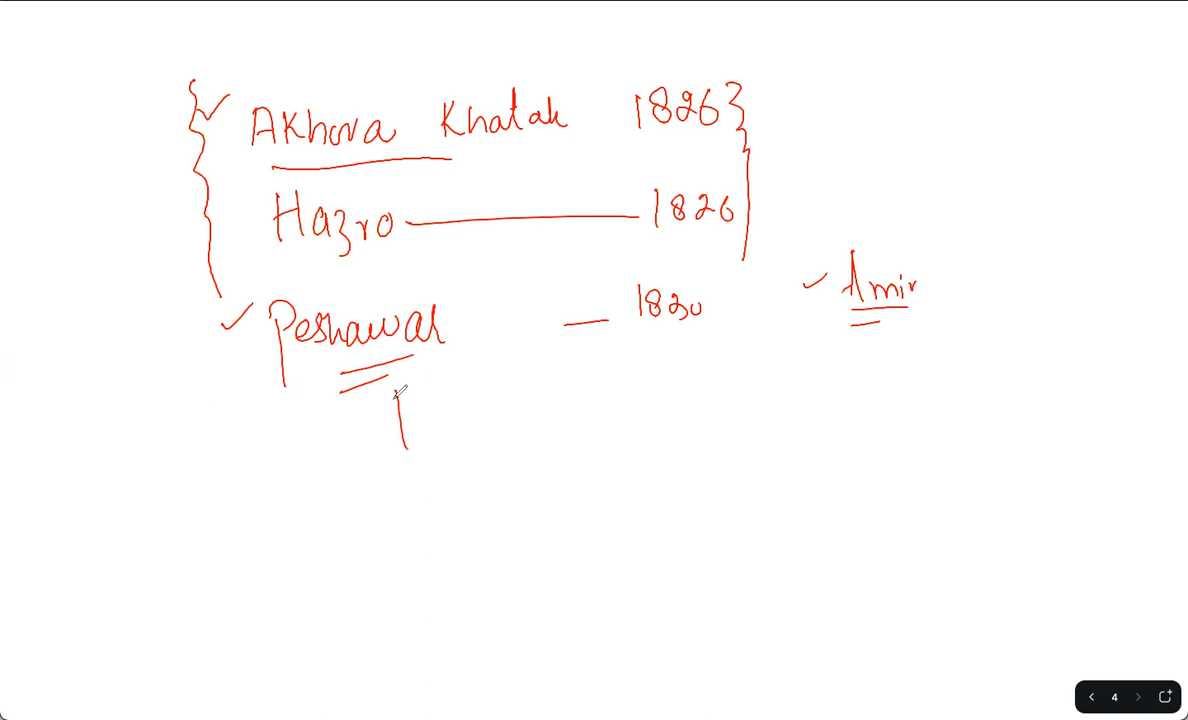 Akhora Khatak 1826
Hazro — 1826
Peshawar — 1830
Amir
4